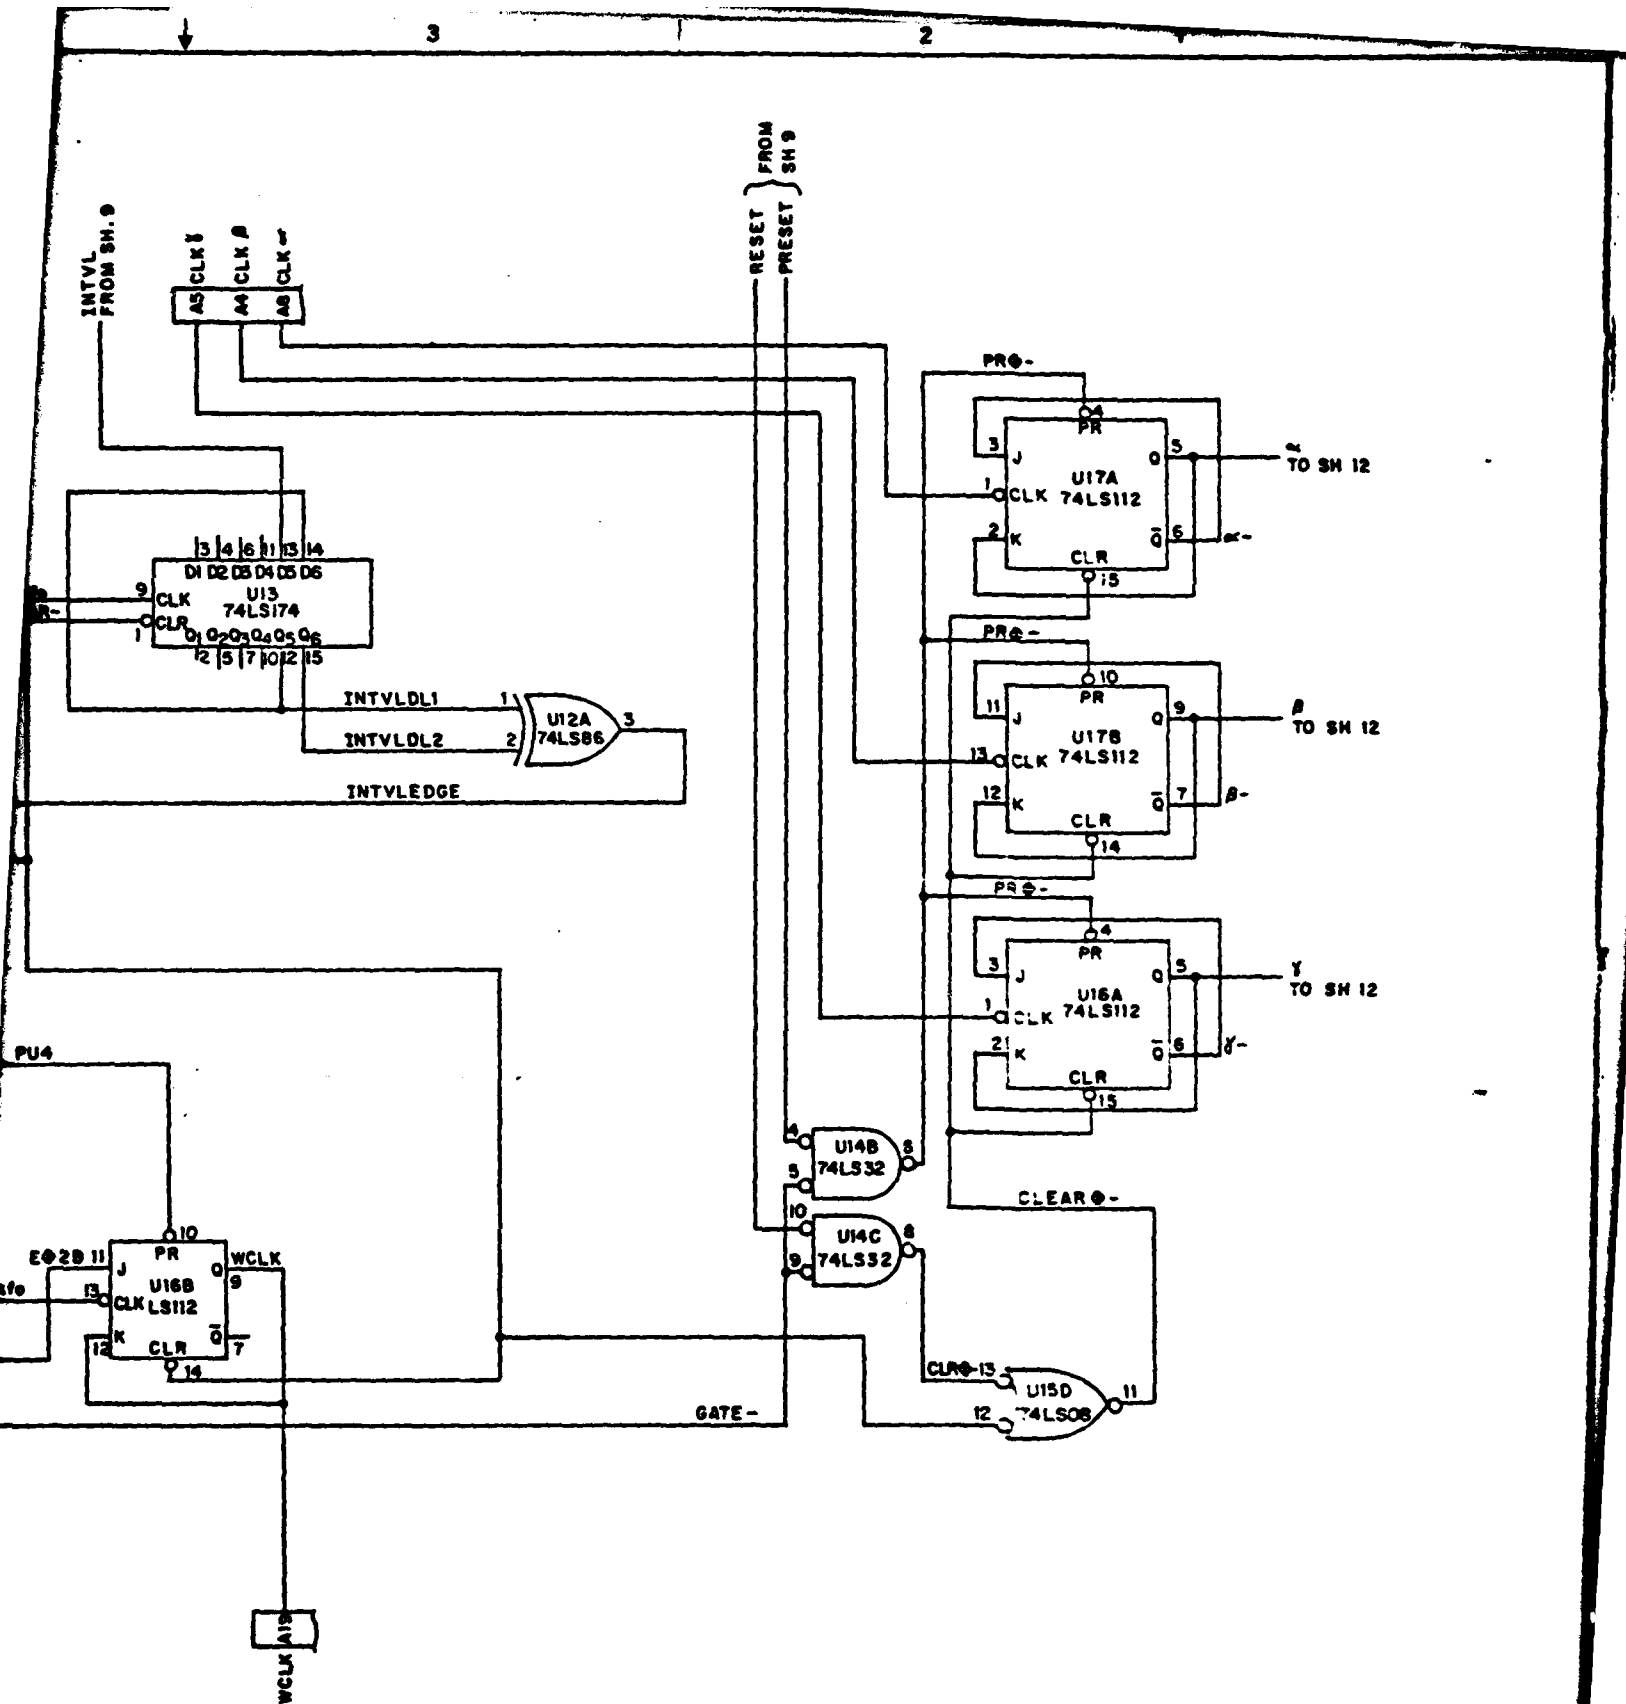 3
2
FROM
SH 9
RESET
PRESET
INTVL
FROM SH. 9
CLK γ
CLK β
CLK α
A5
A4
A8
PRΦ-
4
PR
3
J
Q
5
α
TO SH 12
U17A
74LS112
1
CLK
2
K
Q̅
6
α-
CLR
15
3 4 6 11 13 14
D1 D2 D3 D4 D5 D6
9
CLK
U13
74LS174
1
CLR
Q1 Q2 Q3 Q4 Q5 Q6
2 5 7 10 12 15
PRΦ-
10
PR
11
J
Q
9
β
TO SH 12
U17B
74LS112
13
CLK
12
K
Q̅
7
β-
CLR
14
INTVLDL1
1
INTVLDL2
2
U12A
74LS86
3
INTVLEDGE
PRΦ-
4
PR
3
J
Q
5
γ
TO SH 12
U16A
74LS112
1
CLK
2
K
Q̅
6
γ-
CLR
15
PU4
4
5
U14B
74LS32
6
10
9
U14C
74LS32
8
CLEARΦ-
10
PR
EΦ2D 11
J
Q
WCLK
9
U16B
LS112
13
CLK
12
K
Q̅
7
CLR
14
CLRΦ-13
12
U15D
74LS08
11
GATE-
A19
WCLK